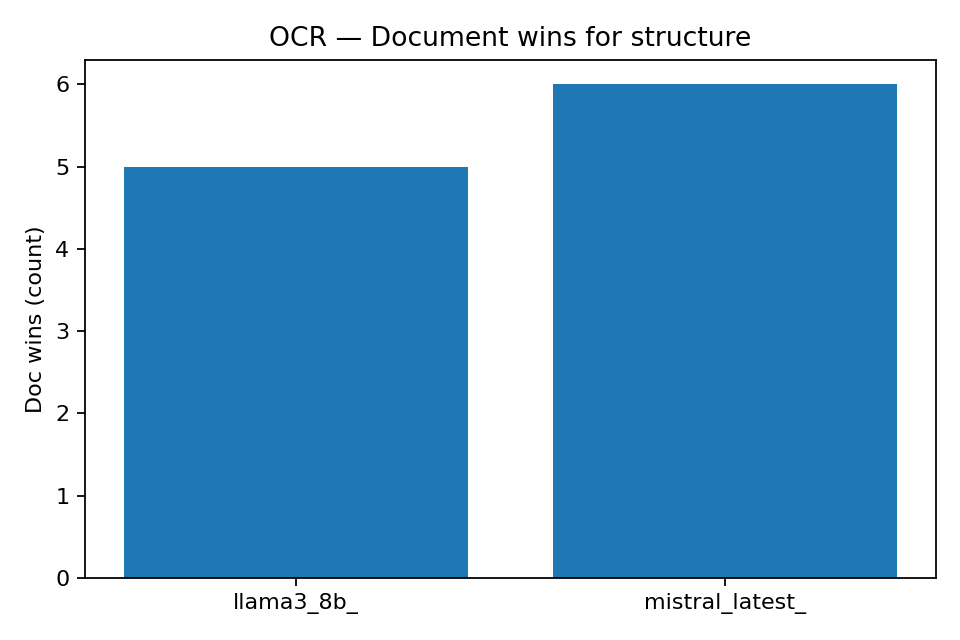 OCR — Document wins for structure
Doc wins (count)
6
5
4
3
2
1
0
llama3_8b_
mistral_latest_